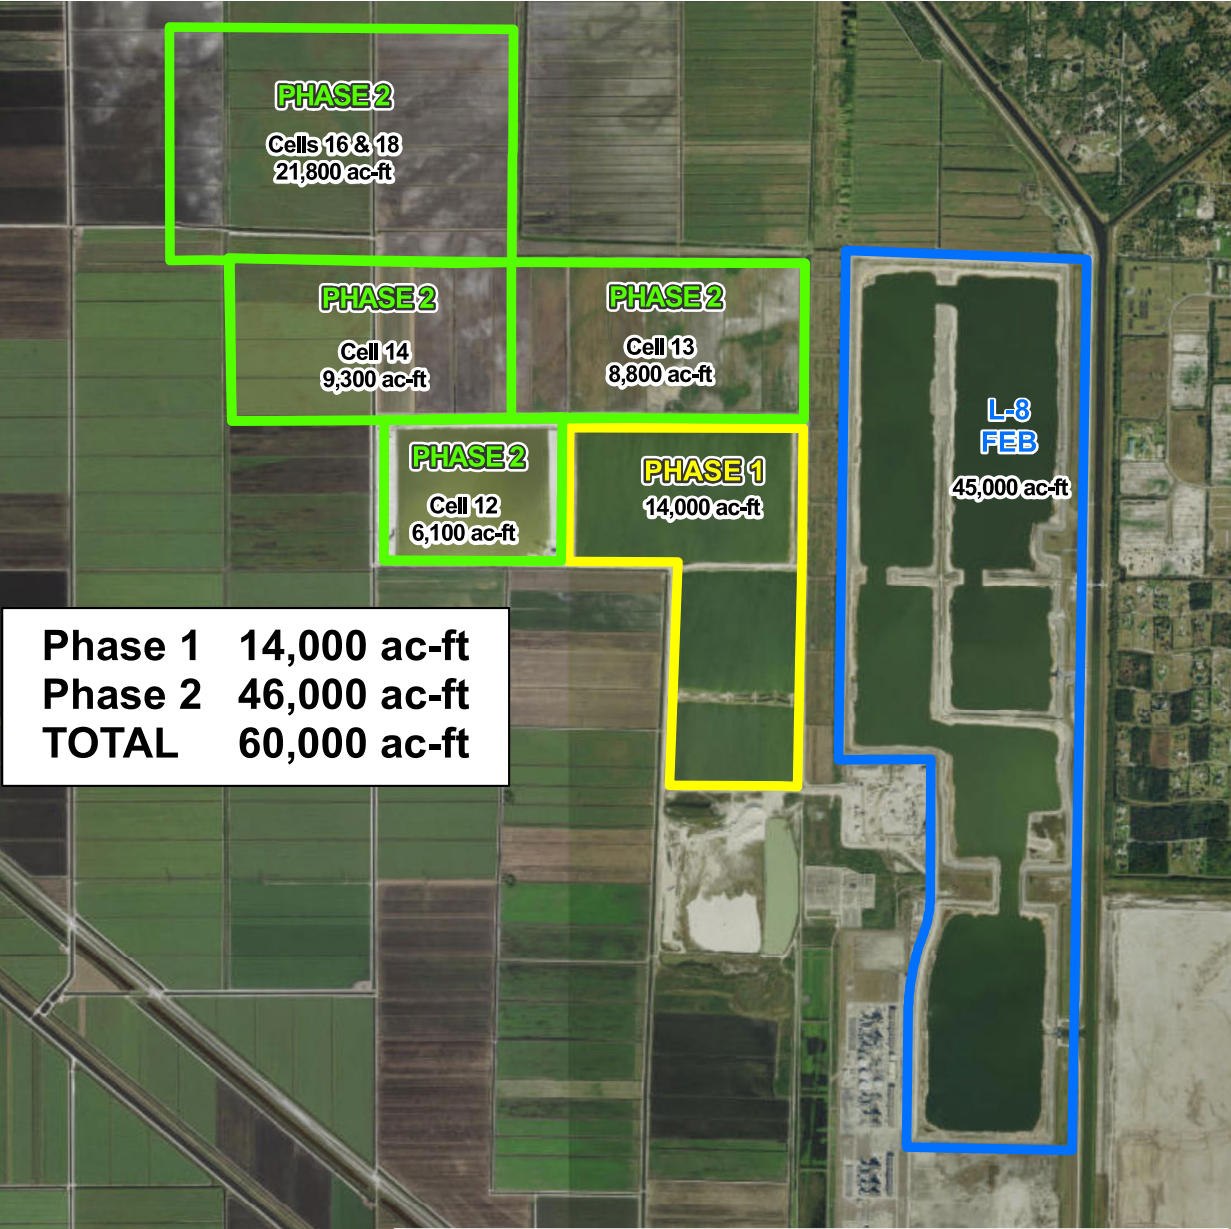 PHASE 2
Cells 16 & 18
21,800 ac-ft
PHASE 2
Cell 14
9,300 ac-ft
PHASE 2
Cell 13
8,800 ac-ft
L-8
FEB
45,000 ac-ft
PHASE 2
Cell 12
6,100 ac-ft
PHASE 1
14,000 ac-ft
Phase 1 14,000 ac-ft
Phase 2 46,000 ac-ft
TOTAL 60,000 ac-ft